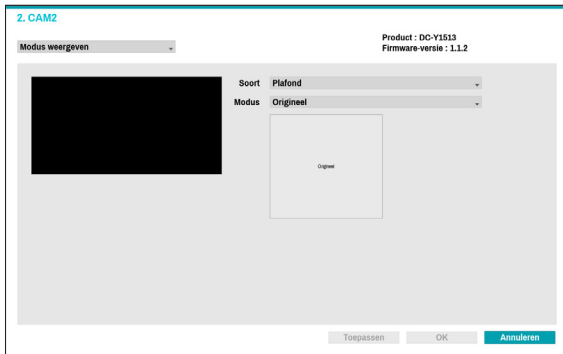 2. CAM2
Product : DC-Y1513
Modus weergeven
Firmware-versie : 1.1.2
Soort Plafond
Modus Origineel
Origineel
Toepassen OK Annuleren